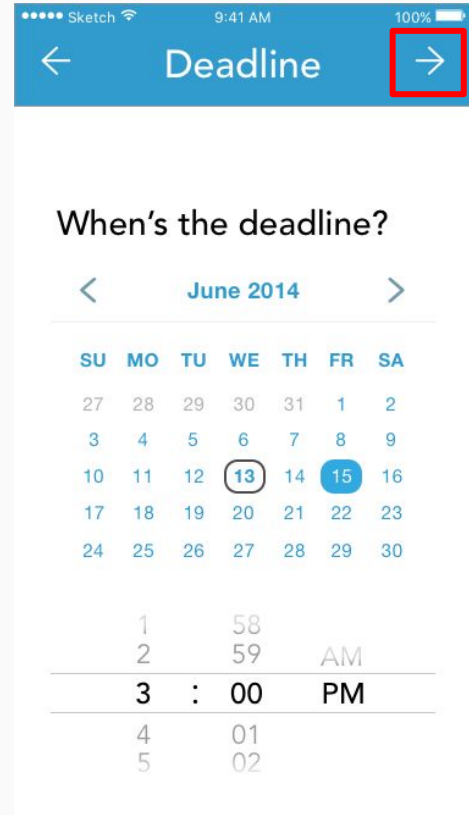 Sketch 9:41 AM 100%
Deadline
When's the deadline?
June 2014
SU MO TU WE TH FR SA
27 28 29 30 31 1 2
3 4 5 6 7 8 9
10 11 12 13 14 15 16
17 18 19 20 21 22 23
24 25 26 27 28 29 30
1 58
2 59 AM
3 : 00 PM
4 01
5 02